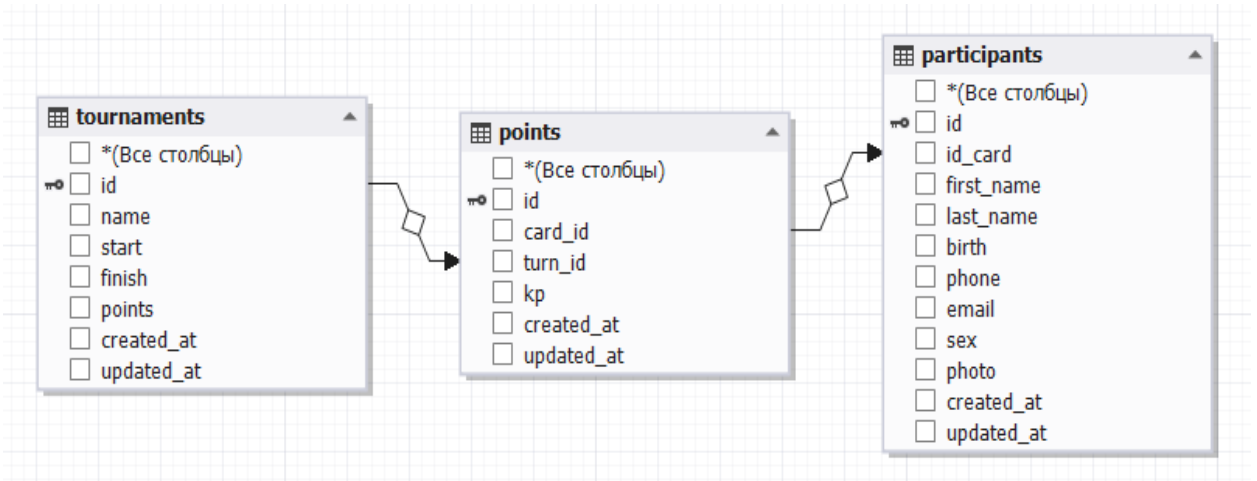 tournaments
*(Все столбцы)
id
name
start
finish
points
created_at
updated_at
points
*(Все столбцы)
id
card_id
turn_id
kp
created_at
updated_at
participants
*(Все столбцы)
id
id_card
first_name
last_name
birth
phone
email
sex
photo
created_at
updated_at